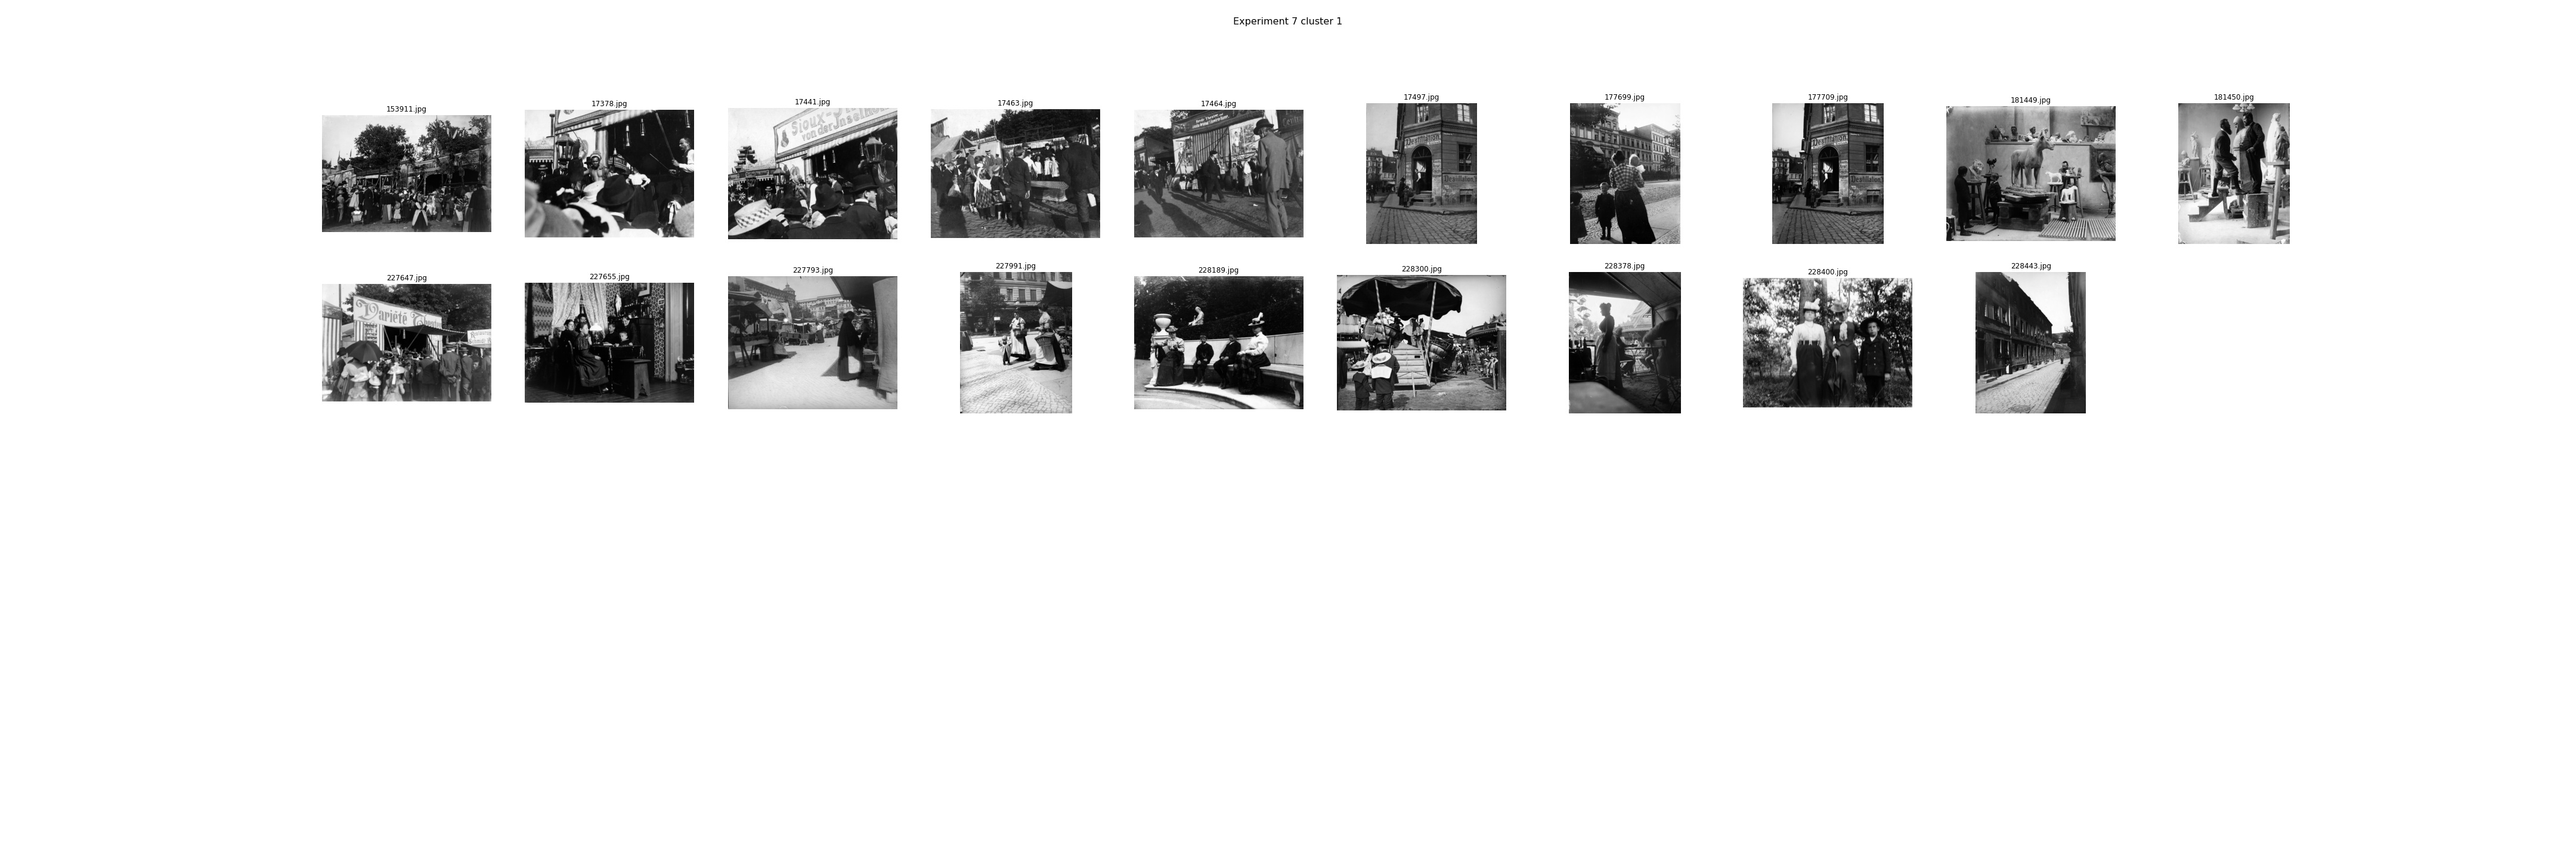 Experiment 7 cluster 1
153911.jpg
17378.jpg
17441.jpg
17463.jpg
17464.jpg
17497.jpg
177699.jpg
177709.jpg
181449.jpg
181450.jpg
Sioux-
von der Insel
Destillation
Destillation
227647.jpg
227655.jpg
227793.jpg
227991.jpg
228189.jpg
228300.jpg
228378.jpg
228400.jpg
228443.jpg
Variété